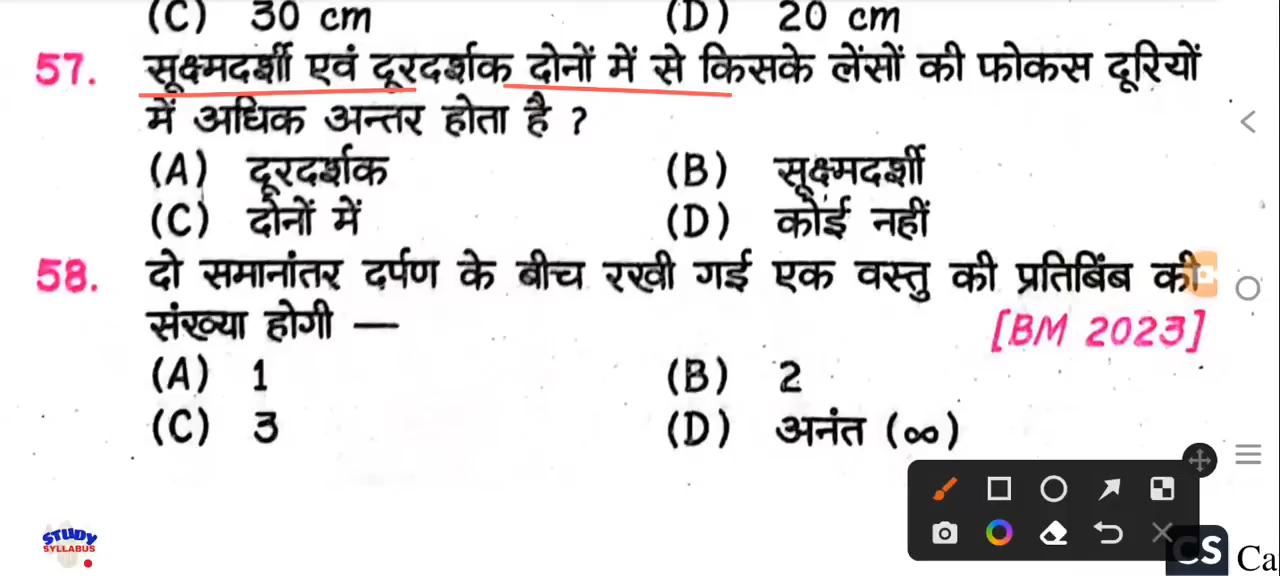 (C) 30 cm (D) 20 cm
57. सूक्ष्मदर्शी एवं दूरदर्शक दोनों में से किसके लेंसों की फोकस दूरियों
में अधिक अन्तर होता है ?
(A) दूरदर्शक (B) सूक्ष्मदर्शी
(C) दोनों में (D) कोई नहीं
58. दो समानांतर दर्पण के बीच रखी गई एक वस्तु की प्रतिबिंब की
संख्या होगी — [BM 2023]
(A) 1 (B) 2
(C) 3 (D) अनंत (∞)
STUDY
SYLLABUS
CS Ca